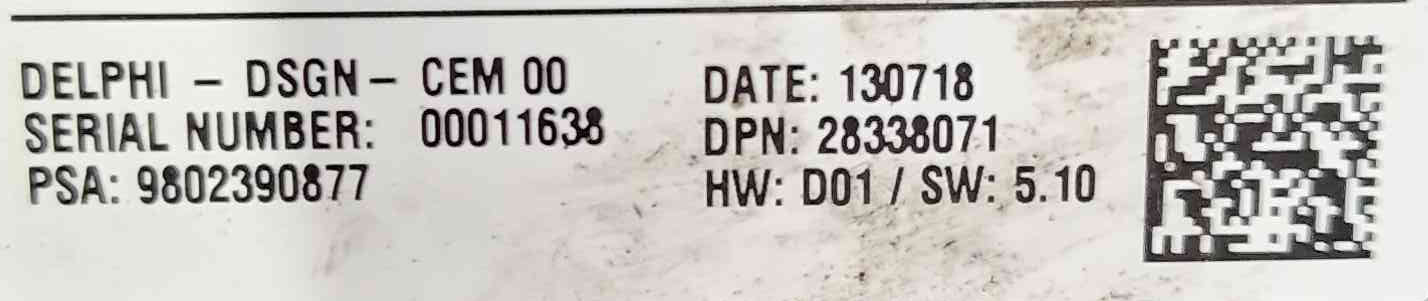 DELPHI – DSGN – CEM 00
SERIAL NUMBER: 00011638
PSA: 9802390877
DATE: 130718
DPN: 28338071
HW: D01 / SW: 5.10